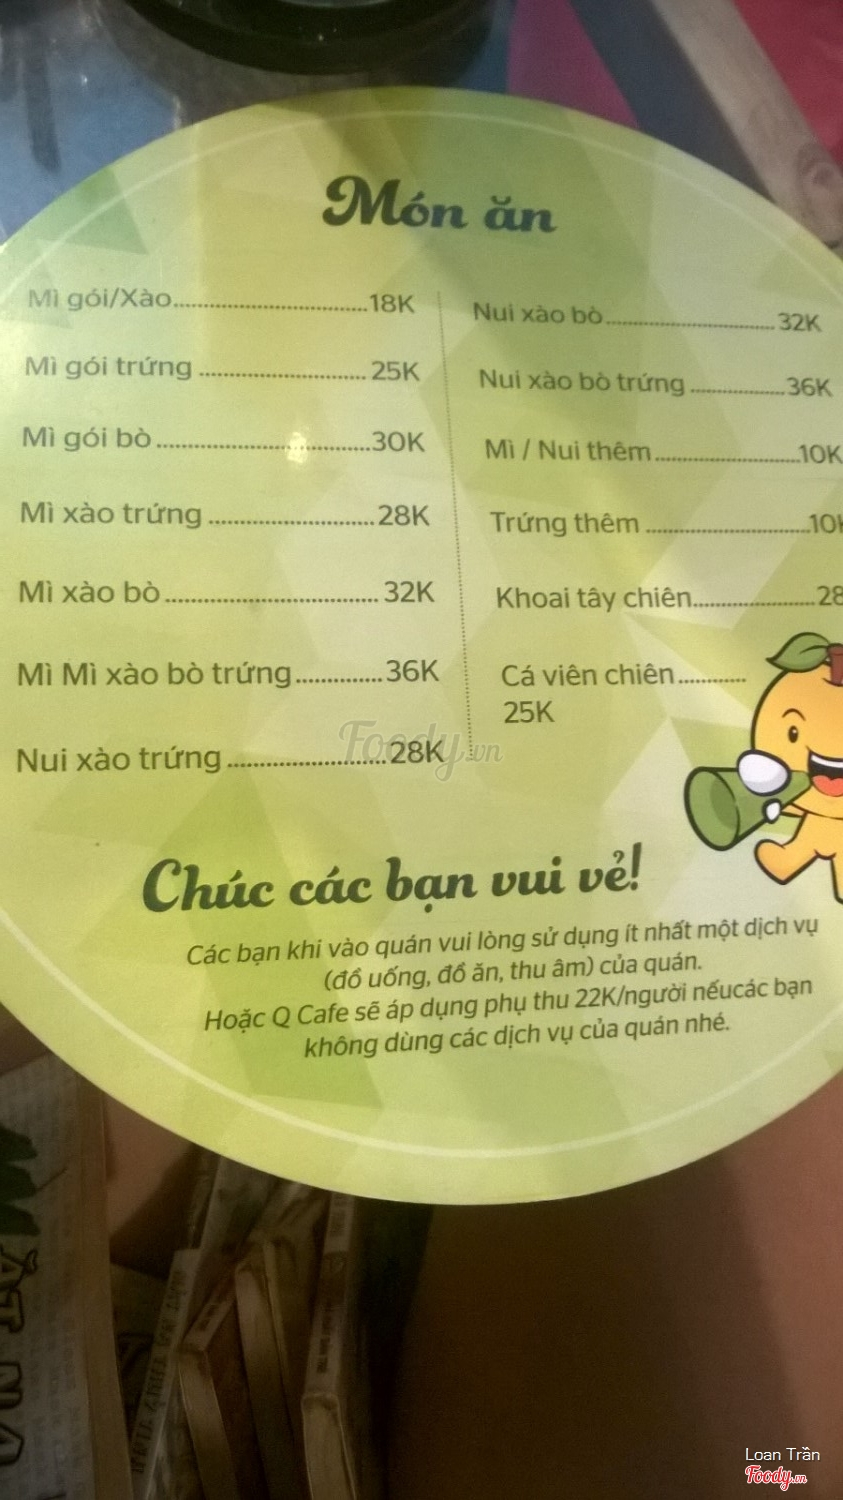 Món ăn
Mì gói/Xào..............................18K
Mì gói trứng .......................... 25K
Mì gói bò .................................30K
Mì xào trứng ......................... 28K
Mì xào bò ................................. 32K
Mì Mì xào bò trứng.............36K
Nui xào trứng ........................28K
Nui xào bò .......................... 32K
Nui xào bò trứng ...............36K
Mì / Nui thêm .......................10K
Trứng thêm ..........................10K
Khoai tây chiên...................28
Cá viên chiên ...........
25K
Foody.vn
Chúc các bạn vui vẻ!
Các bạn khi vào quán vui lòng sử dụng ít nhất một dịch vụ
(đồ uống, đồ ăn, thu âm) của quán.
Hoặc Q Cafe sẽ áp dụng phụ thu 22K/người nếucác bạn
không dùng các dịch vụ của quán nhé.
Loan Trần
Foody.vn